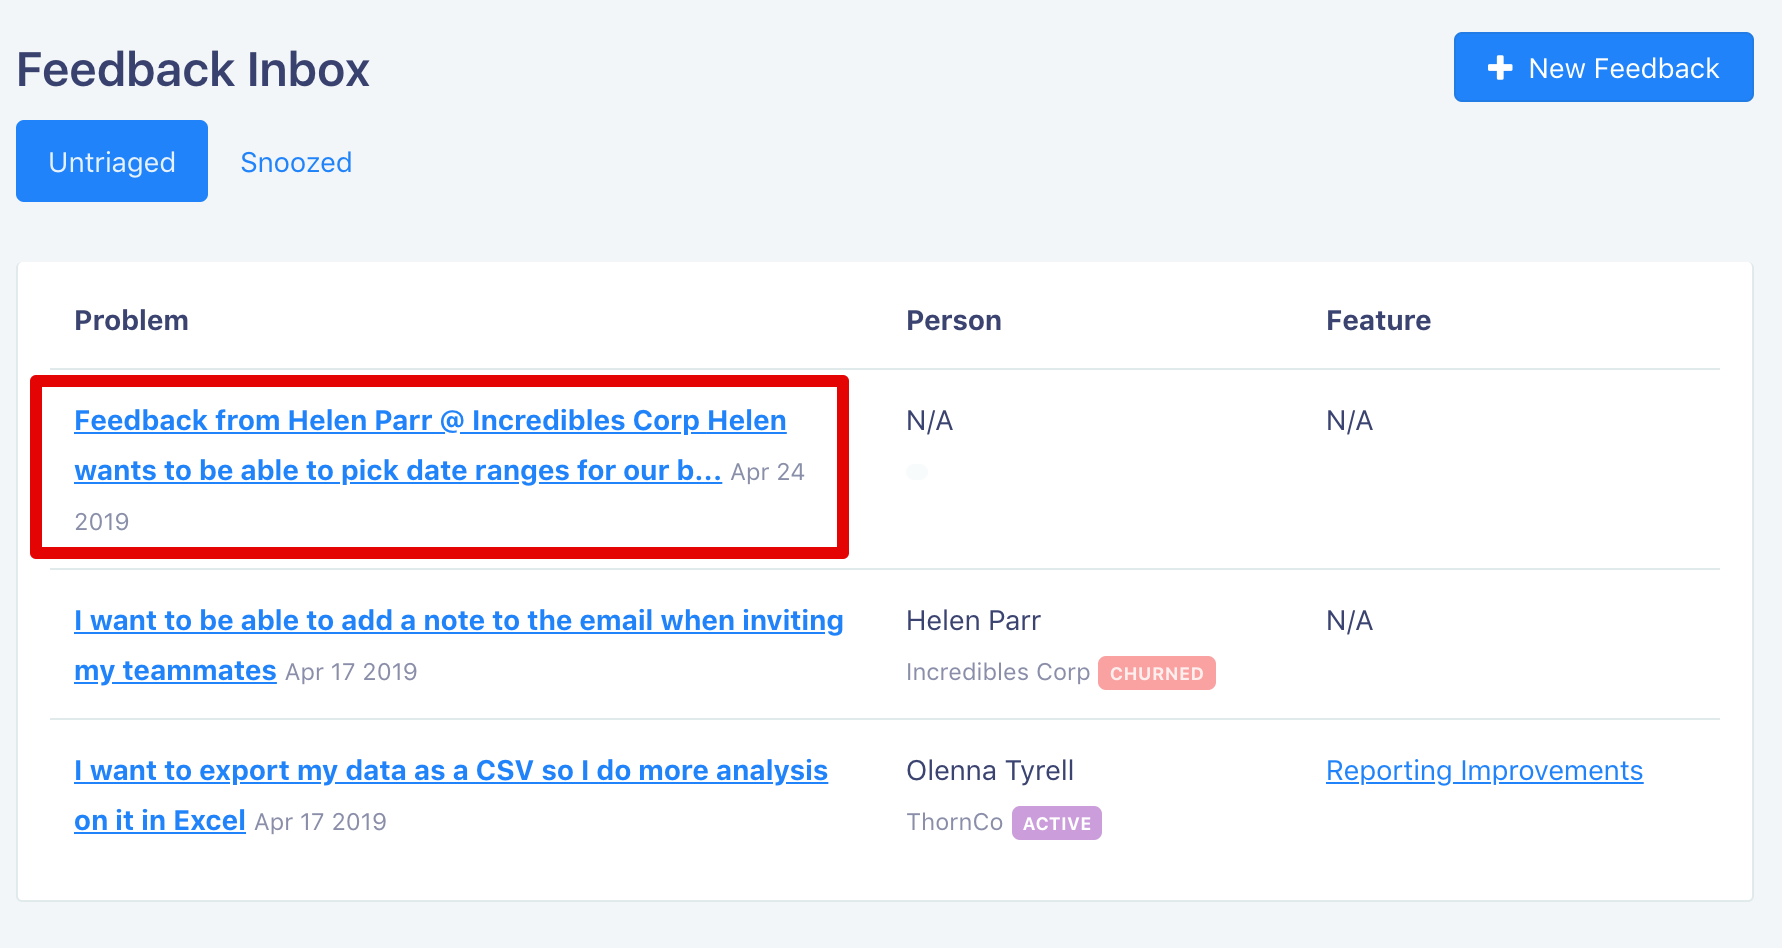 Feedback Inbox
New Feedback
Untriaged
Snoozed
Problem
Person
Feature
Feedback from Helen Parr @ Incredibles Corp Helen
wants to be able to pick date ranges for our b... Apr 24
2019
N/A
N/A
I want to be able to add a note to the email when inviting
my teammates Apr 17 2019
Helen Parr
Incredibles Corp CHURNED
N/A
I want to export my data as a CSV so I do more analysis
on it in Excel Apr 17 2019
Olenna Tyrell
ThornCo ACTIVE
Reporting Improvements